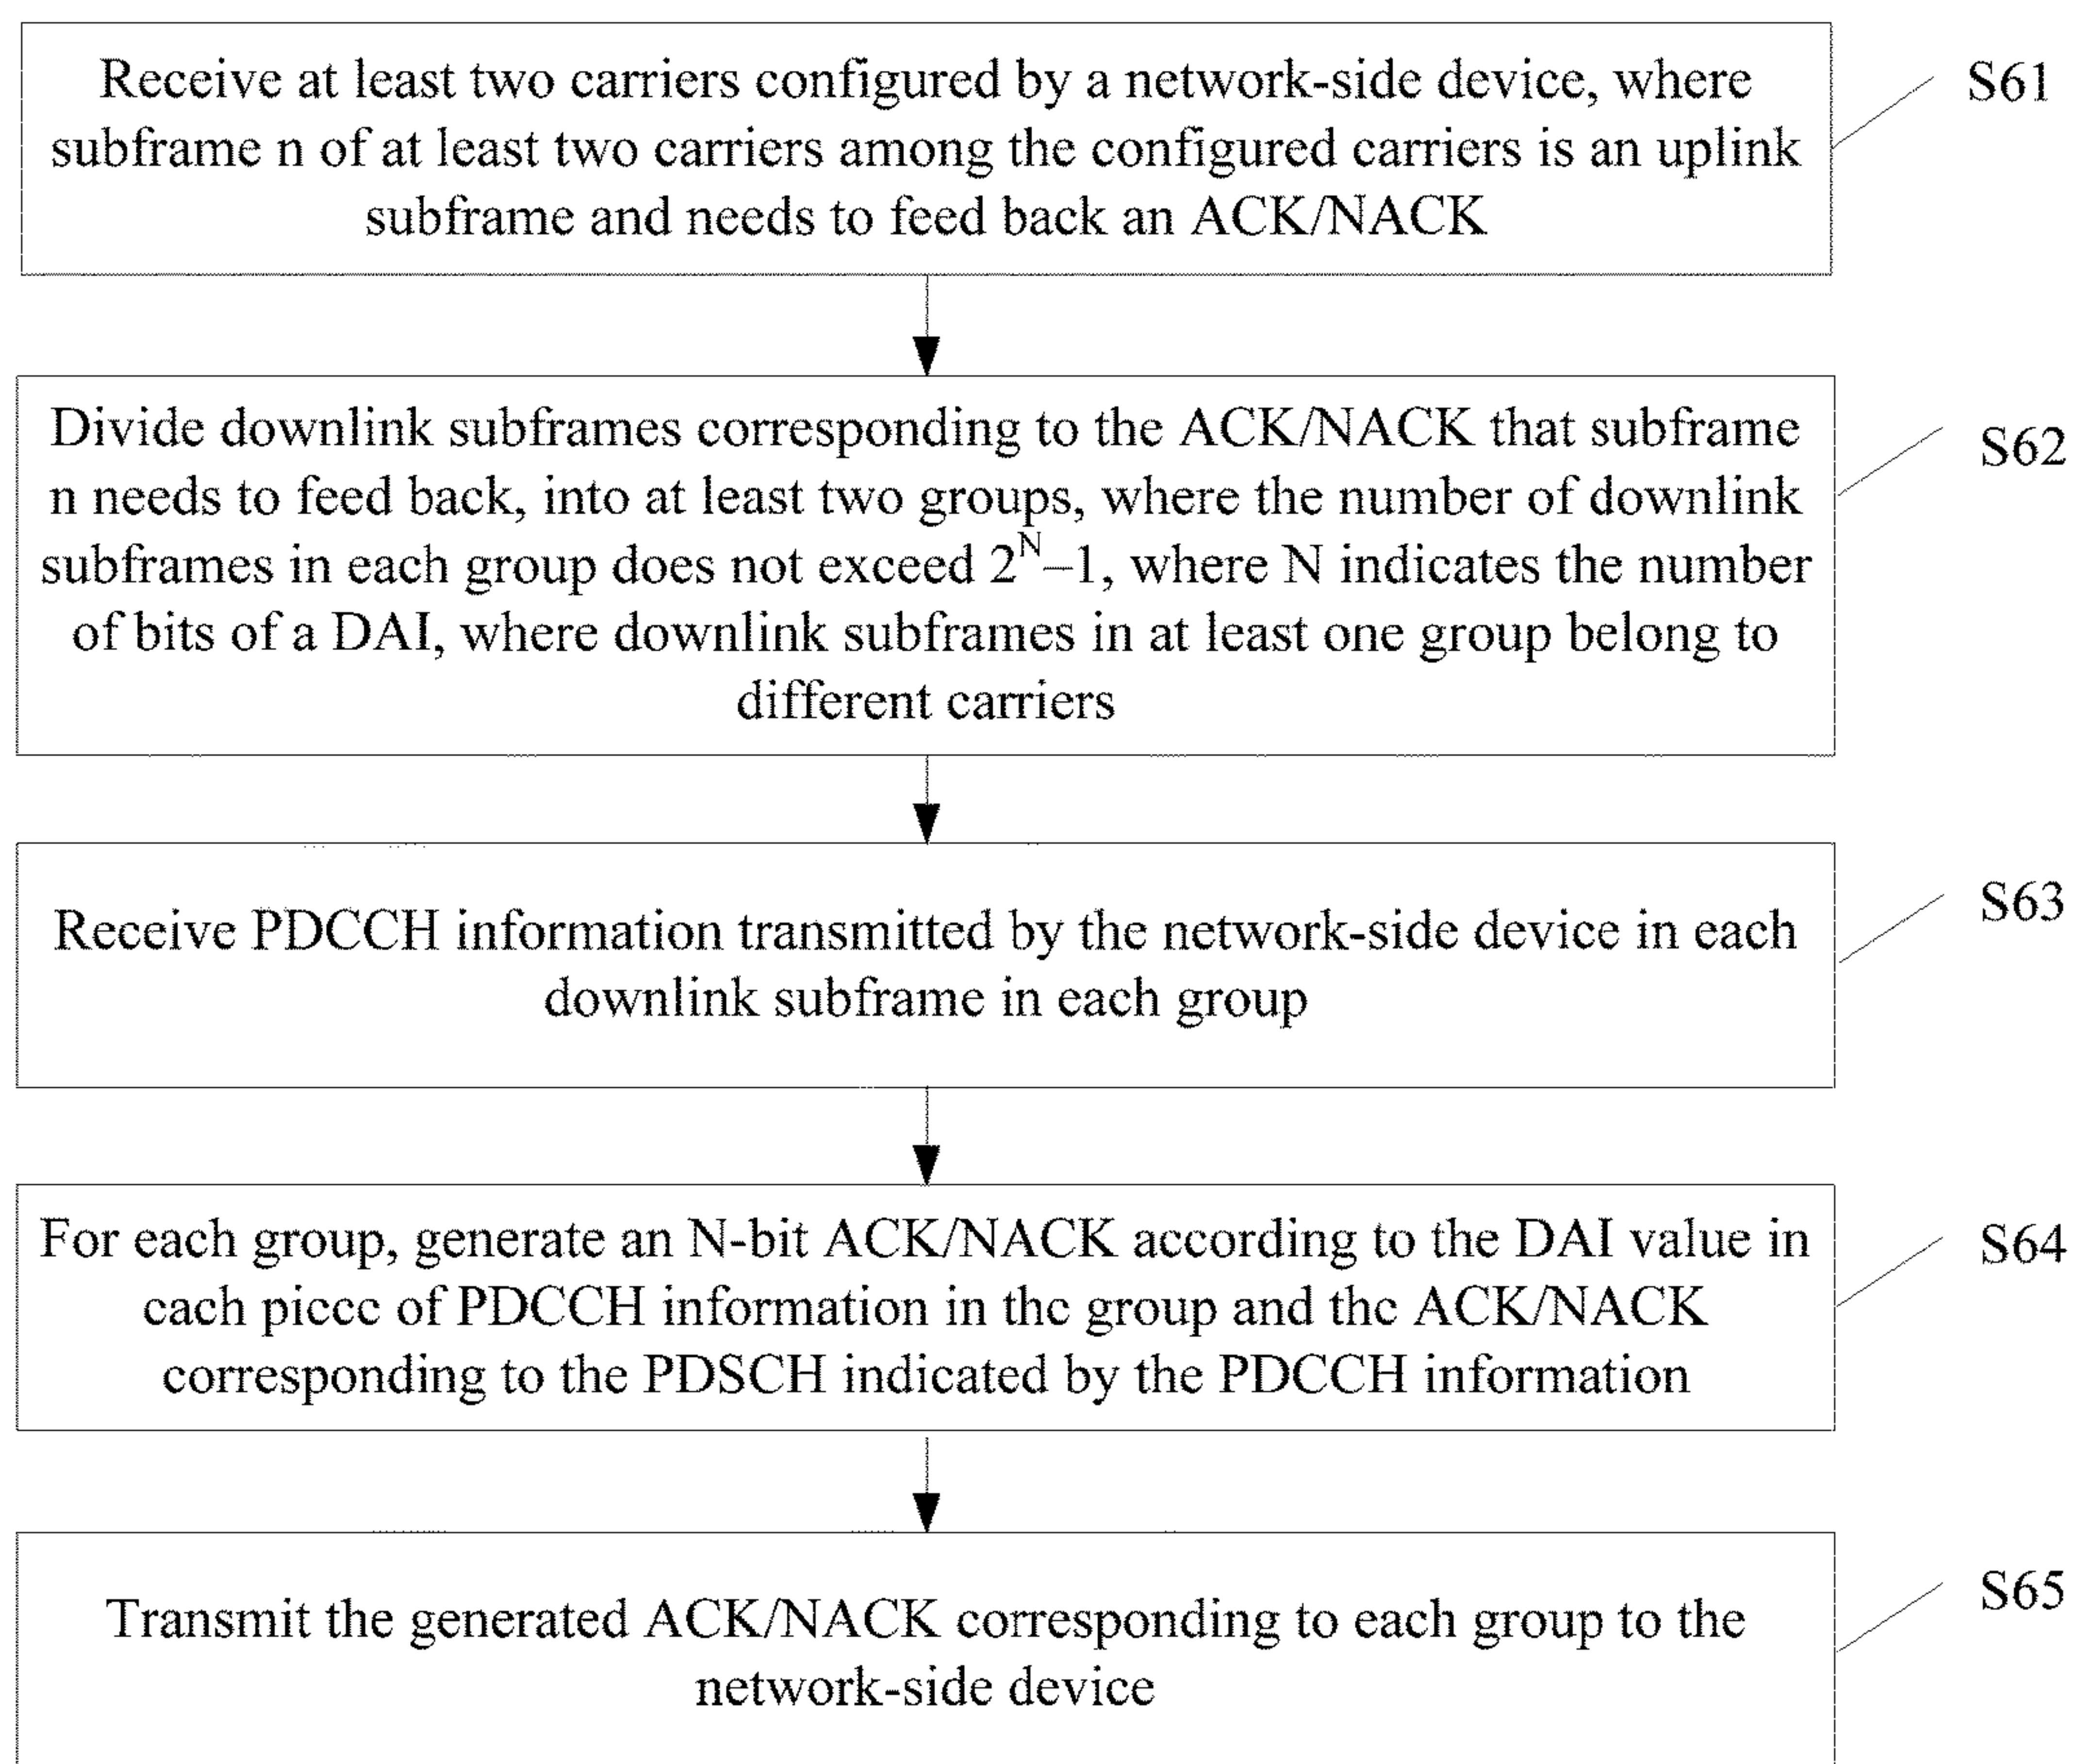 Receive at least two carriers configured by a network-side device, where
subframe n of at least two carriers among the configured carriers is an uplink
subframe and needs to feed back an ACK/NACK
S61
Divide downlink subframes corresponding to the ACK/NACK that subframe
n needs to feed back, into at least two groups, where the number of downlink
subframes in each group does not exceed 2^N–1, where N indicates the number
of bits of a DAI, where downlink subframes in at least one group belong to
different carriers
S62
Receive PDCCH information transmitted by the network-side device in each
downlink subframe in each group
S63
For each group, generate an N-bit ACK/NACK according to the DAI value in
each piece of PDCCH information in the group and the ACK/NACK
corresponding to the PDSCH indicated by the PDCCH information
S64
Transmit the generated ACK/NACK corresponding to each group to the
network-side device
S65